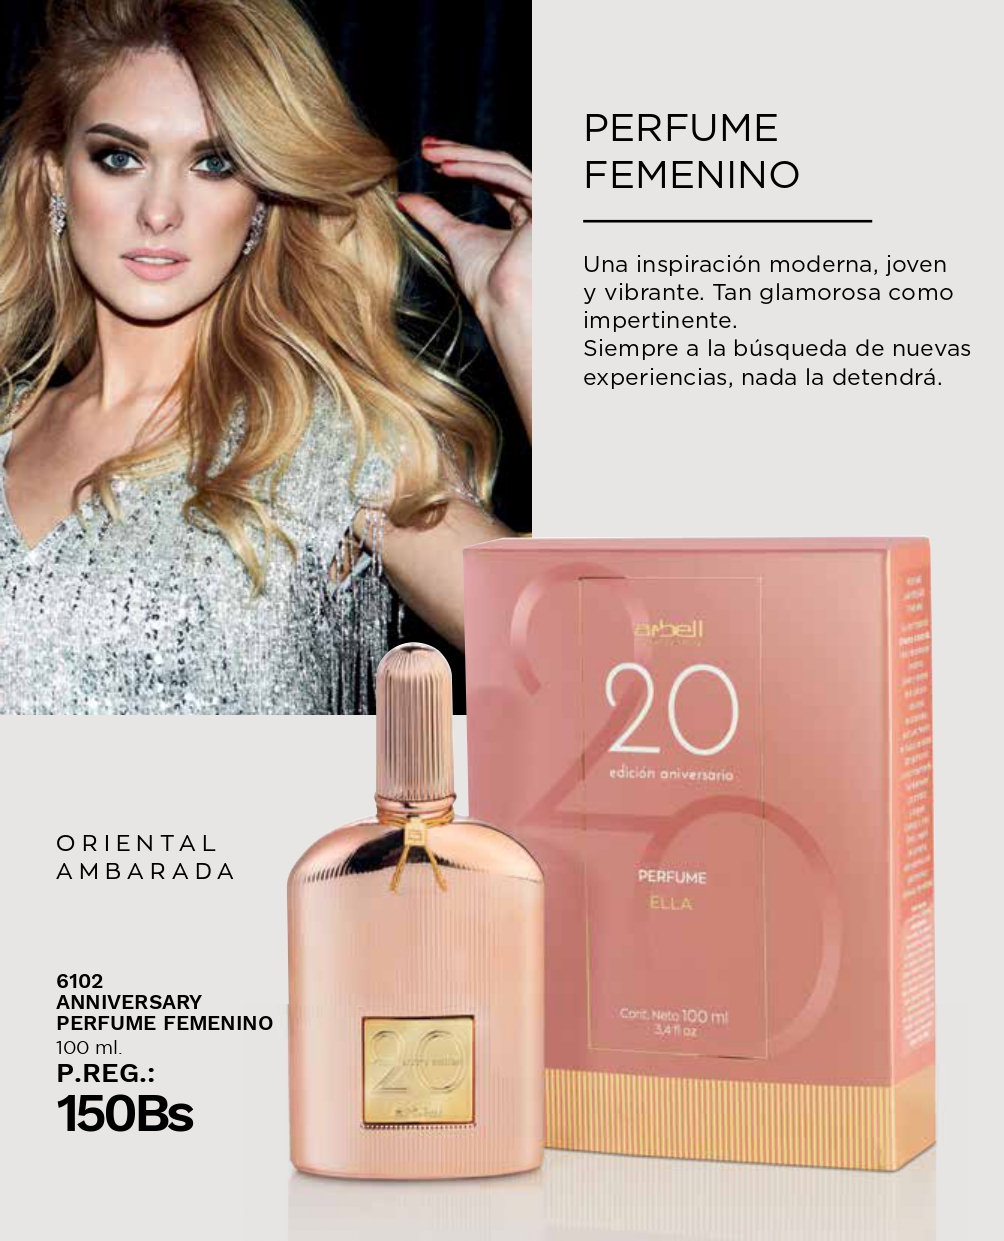 PERFUME
FEMENINO
Una inspiración moderna, joven
y vibrante. Tan glamorosa como
impertinente.
Siempre a la búsqueda de nuevas
experiencias, nada la detendrá.
arbell
20
edición aniversario
PERFUME
ELLA
Cont. Neto 100 ml
3,4 fl oz
ORIENTAL
AMBARADA
6102
ANNIVERSARY
PERFUME FEMENINO
100 ml.
P.REG.:
150Bs
20